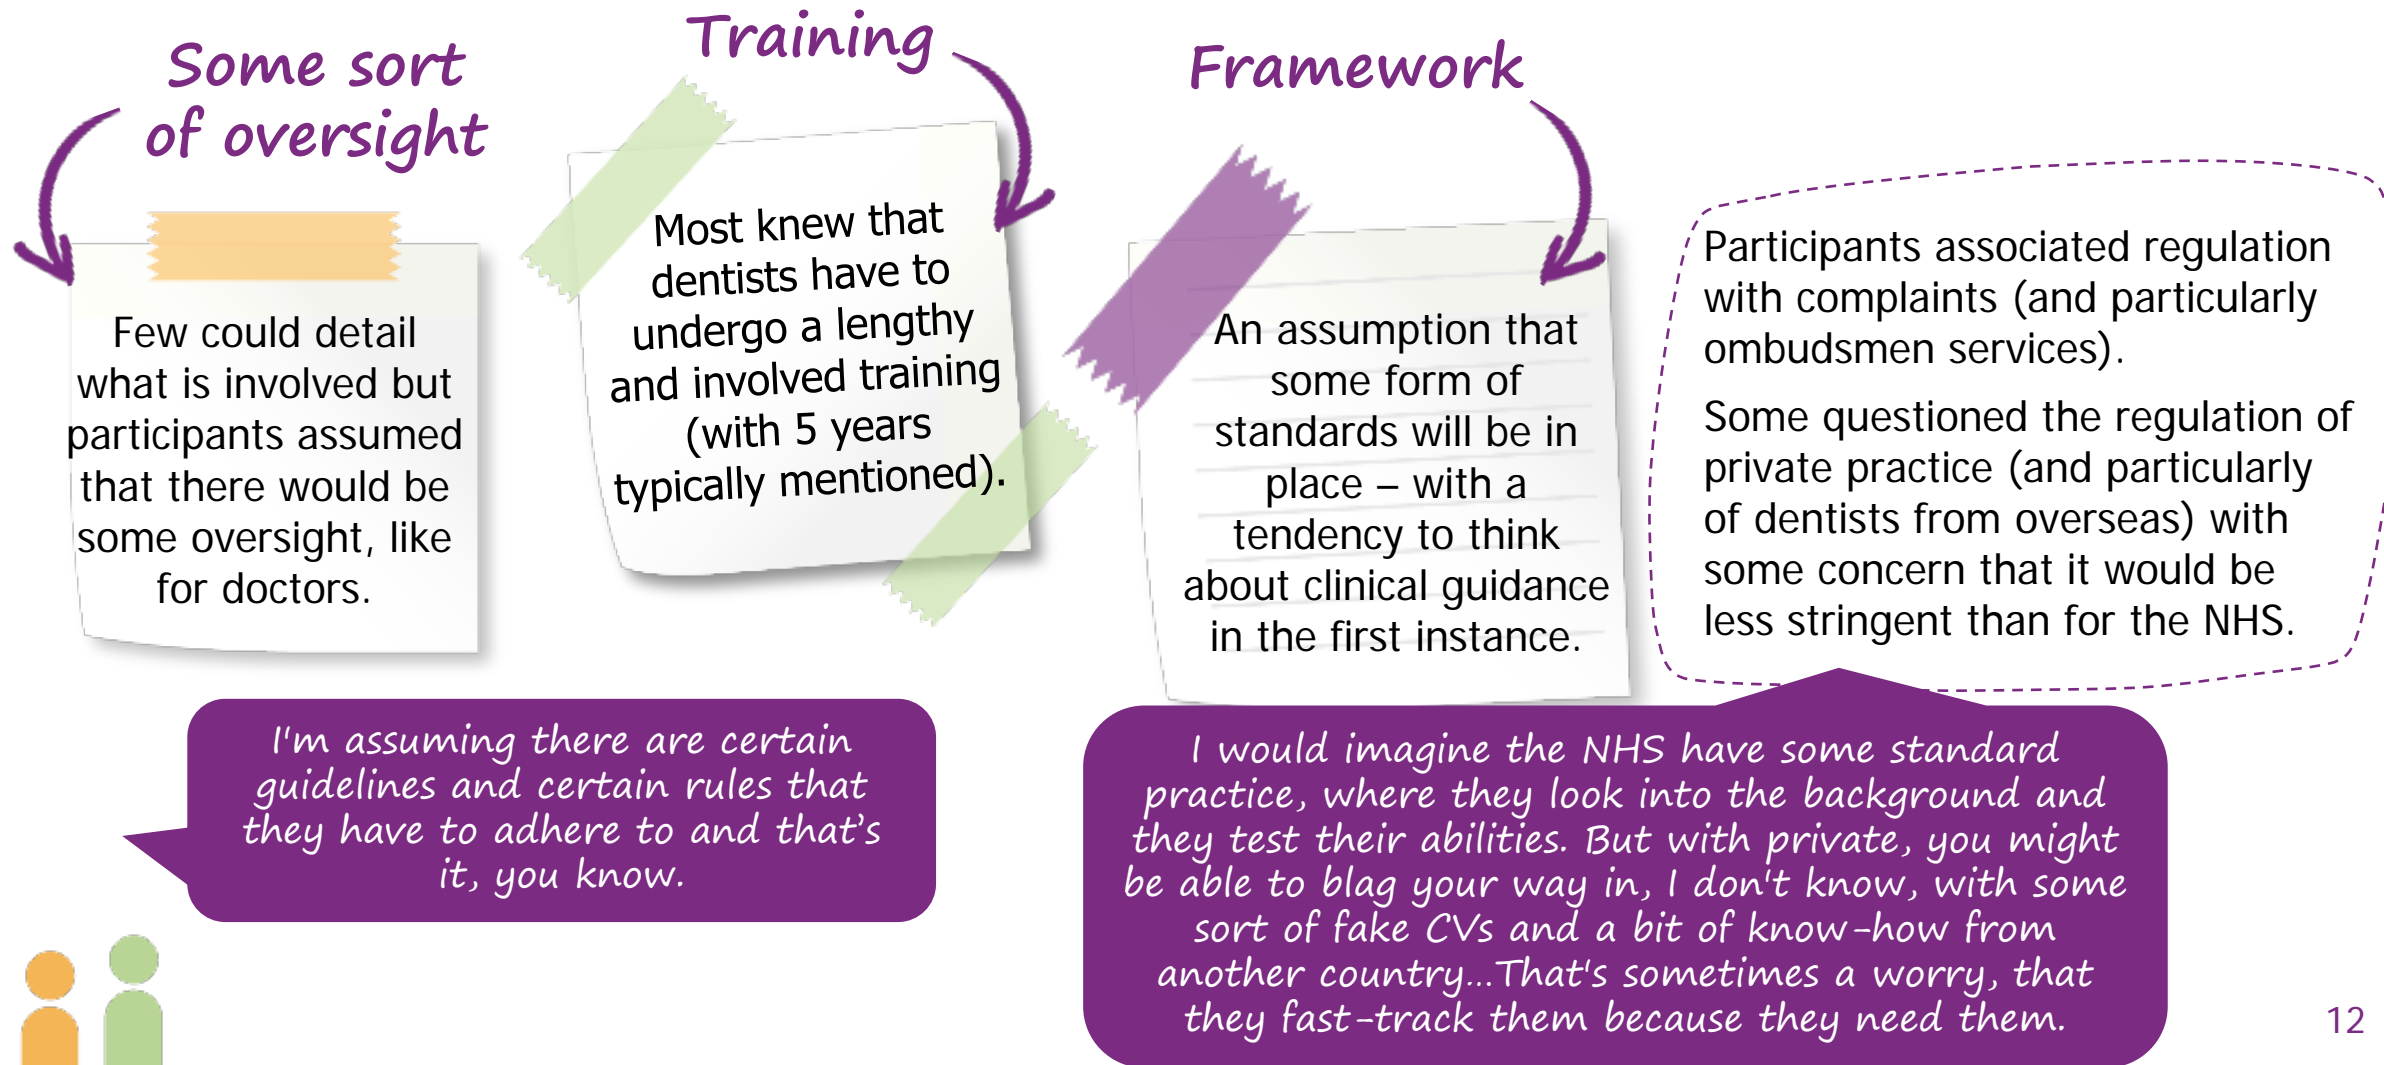 Some sort
of oversight
Few could detail
what is involved but
participants assumed
that there would be
some oversight, like
for doctors.
Training
Most knew that
dentists have to
undergo a lengthy
and involved training
(with 5 years
typically mentioned).
Framework
An assumption that
some form of
standards will be in
place – with a
tendency to think
about clinical guidance
in the first instance.
Participants associated regulation
with complaints (and particularly
ombudsmen services).
Some questioned the regulation of
private practice (and particularly
of dentists from overseas) with
some concern that it would be
less stringent than for the NHS.
I'm assuming there are certain
guidelines and certain rules that
they have to adhere to and that’s
it, you know.
I would imagine the NHS have some standard
practice, where they look into the background and
they test their abilities. But with private, you might
be able to blag your way in, I don't know, with some
sort of fake CVs and a bit of know-how from
another country...That's sometimes a worry, that
they fast-track them because they need them.
12